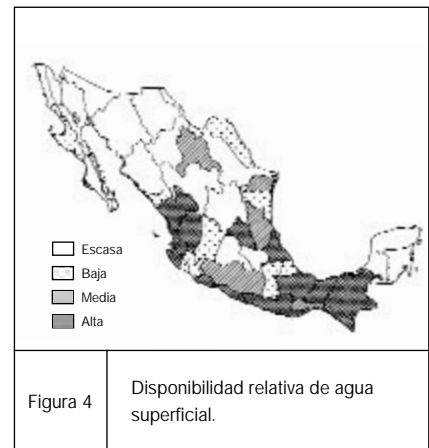 Escasa
Baja
Media
Alta
Figura 4
Disponibilidad relativa de agua
superficial.